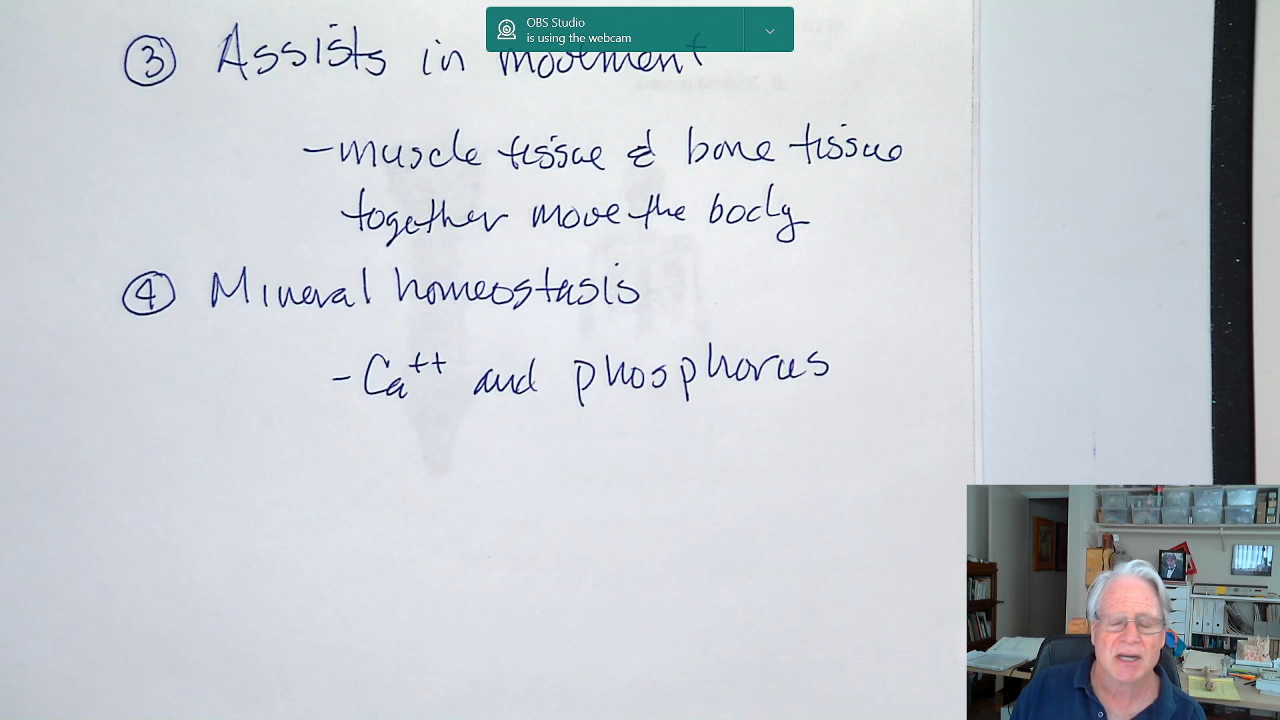 OBS Studio
is using the webcam
③ Assists in movement
- muscle tissue & bone tissue
together move the body
④ Mineral homeostasis
- Ca++ and phosphorus